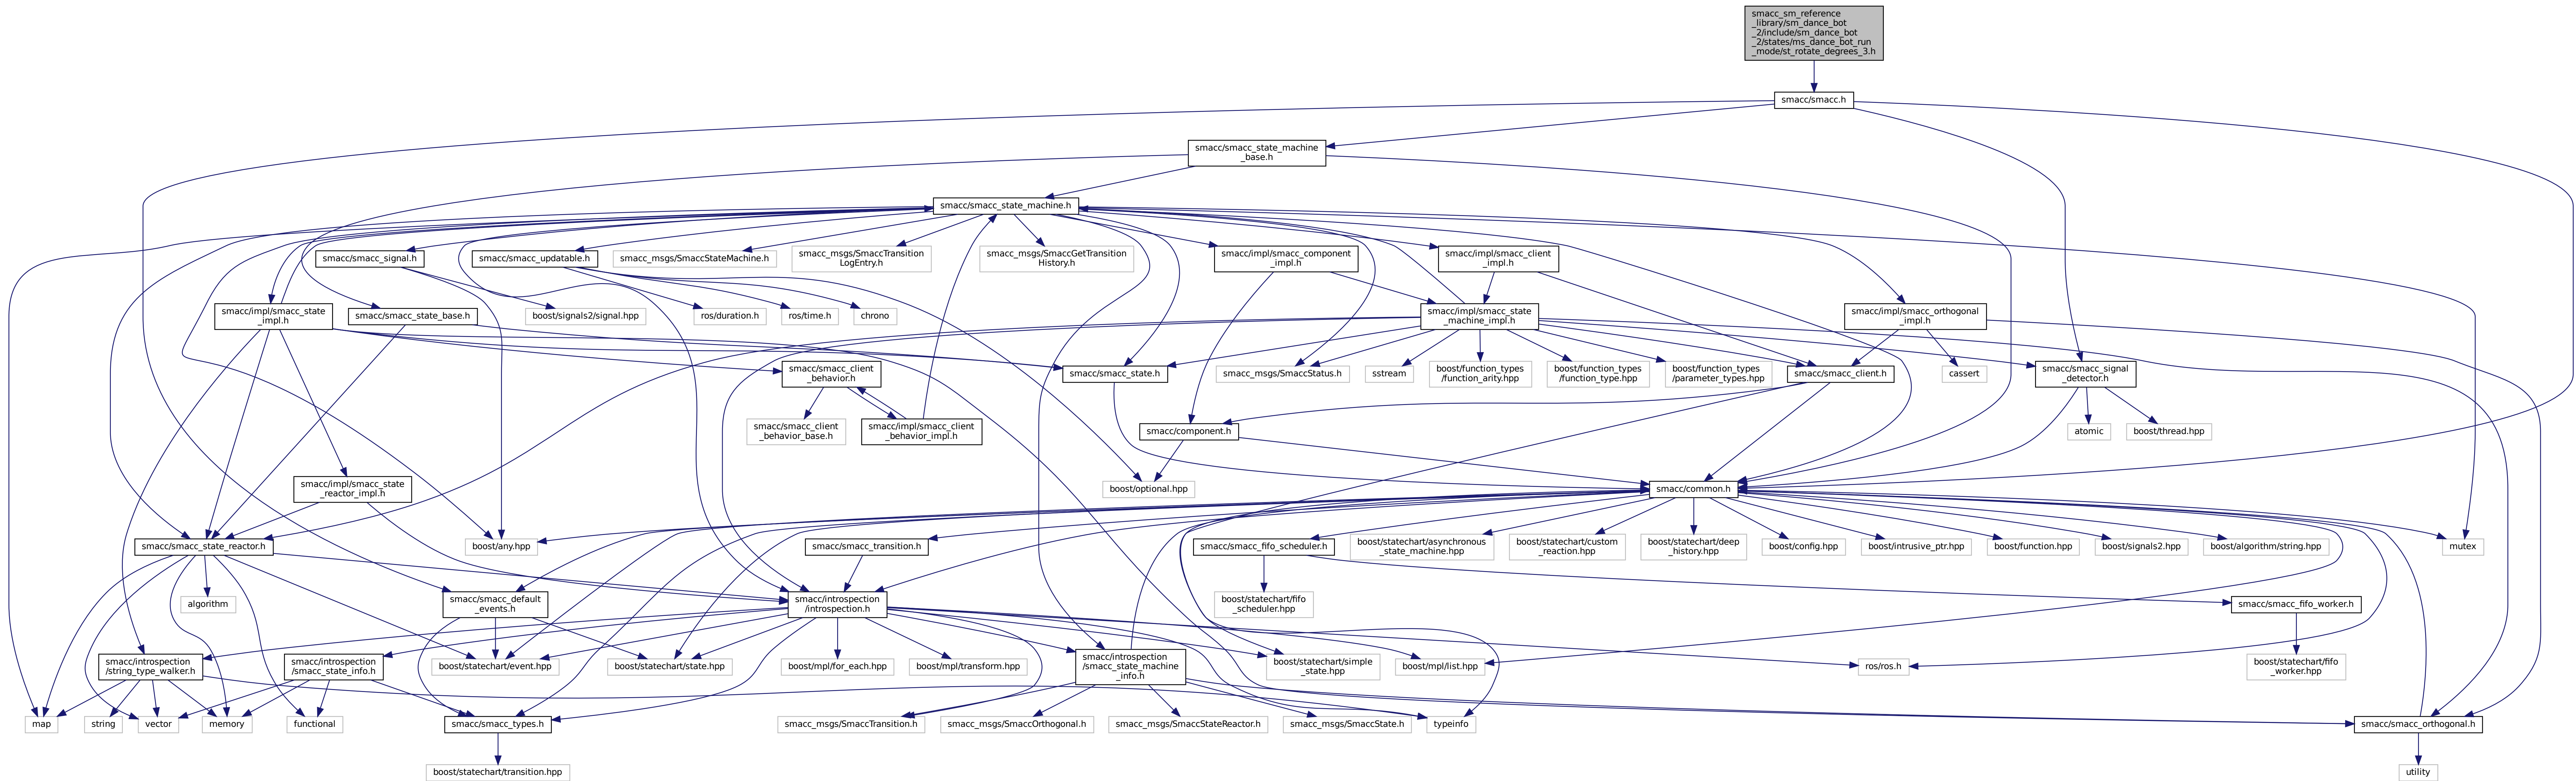 smacc_sm_reference
_library/sm_dance_bot
_2/include/sm_dance_bot
_2/states/ms_dance_bot_run
_mode/st_rotate_degrees_3.h
smacc/smacc.h
smacc/smacc_state_machine
_base.h
smacc/smacc_state_machine.h
smacc/smacc_signal.h
smacc/smacc_updatable.h
smacc_msgs/SmaccStateMachine.h
smacc_msgs/SmaccTransition
LogEntry.h
smacc_msgs/SmaccGetTransition
History.h
smacc/impl/smacc_component
_impl.h
smacc/impl/smacc_client
_impl.h
smacc/impl/smacc_state
_impl.h
smacc/smacc_state_base.h
boost/signals2/signal.hpp
ros/duration.h
ros/time.h
chrono
smacc/impl/smacc_state
_machine_impl.h
smacc/impl/smacc_orthogonal
_impl.h
smacc/smacc_client
_behavior.h
smacc/smacc_state.h
smacc_msgs/SmaccStatus.h
sstream
boost/function_types
/function_arity.hpp
boost/function_types
/function_type.hpp
boost/function_types
/parameter_types.hpp
smacc/smacc_client.h
cassert
smacc/smacc_signal
_detector.h
smacc/smacc_client
_behavior_base.h
smacc/impl/smacc_client
_behavior_impl.h
smacc/component.h
atomic
boost/thread.hpp
smacc/impl/smacc_state
_reactor_impl.h
boost/optional.hpp
smacc/common.h
smacc/smacc_state_reactor.h
boost/any.hpp
smacc/smacc_transition.h
smacc/smacc_fifo_scheduler.h
boost/statechart/asynchronous
_state_machine.hpp
boost/statechart/custom
_reaction.hpp
boost/statechart/deep
_history.hpp
boost/config.hpp
boost/intrusive_ptr.hpp
boost/function.hpp
boost/signals2.hpp
boost/algorithm/string.hpp
mutex
algorithm
smacc/smacc_default
_events.h
smacc/introspection
/introspection.h
boost/statechart/fifo
_scheduler.hpp
smacc/smacc_fifo_worker.h
smacc/introspection
/string_type_walker.h
smacc/introspection
/smacc_state_info.h
boost/statechart/event.hpp
boost/statechart/state.hpp
boost/mpl/for_each.hpp
boost/mpl/transform.hpp
smacc/introspection
/smacc_state_machine
_info.h
boost/statechart/simple
_state.hpp
boost/mpl/list.hpp
ros/ros.h
boost/statechart/fifo
_worker.hpp
map
string
vector
memory
functional
smacc/smacc_types.h
smacc_msgs/SmaccTransition.h
smacc_msgs/SmaccOrthogonal.h
smacc_msgs/SmaccStateReactor.h
smacc_msgs/SmaccState.h
typeinfo
smacc/smacc_orthogonal.h
boost/statechart/transition.hpp
utility